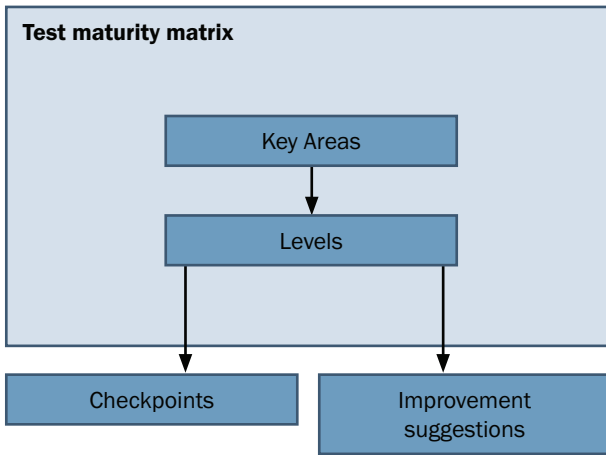 Test maturity matrix
Key Areas
Levels
Checkpoints
Improvement
suggestions